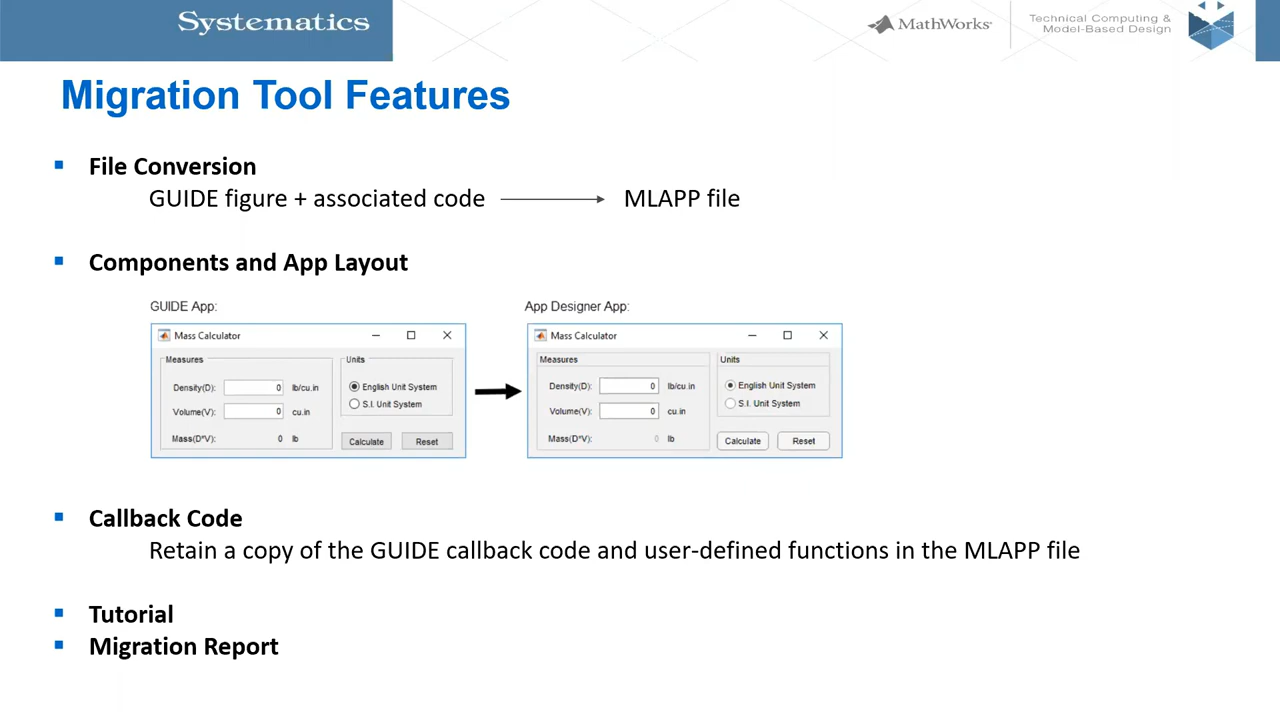 Systematics
MathWorks
Technical Computing &
Model-Based Design
Migration Tool Features
File Conversion
GUIDE figure + associated code MLAPP file
Components and App Layout
GUIDE App:
Mass Calculator
Measures
Units
Density(D): 0 lb/cu.in
English Unit System
Volume(V): 0 cu.in
S.I. Unit System
Mass(D*V): 0 lb
Calculate Reset
App Designer App:
Mass Calculator
Measures
Units
Density(D): 0 lb/cu.in
English Unit System
Volume(V): 0 cu.in
S.I. Unit System
Mass(D*V): 0 lb
Calculate Reset
Callback Code
Retain a copy of the GUIDE callback code and user-defined functions in the MLAPP file
Tutorial
Migration Report